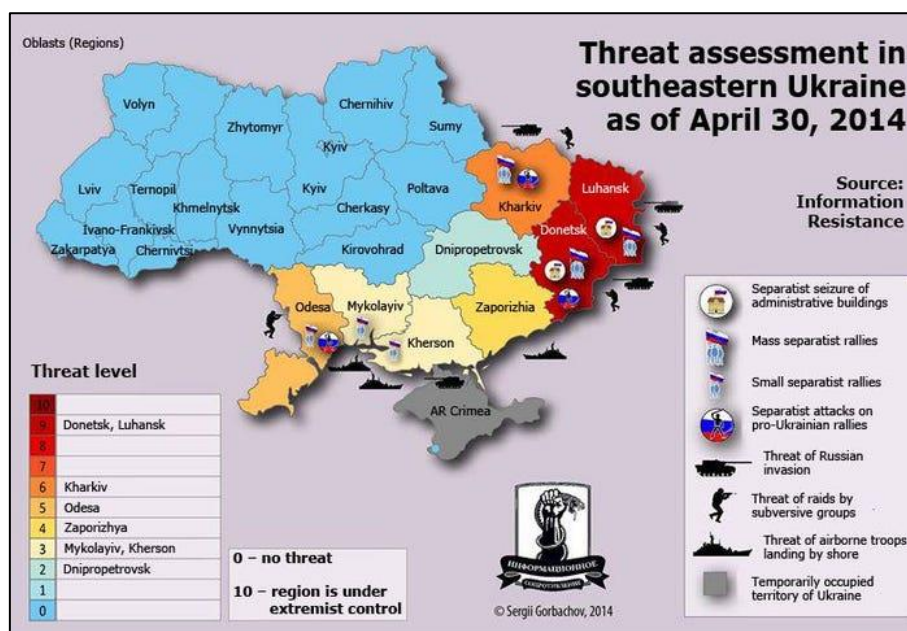 Oblasts (Regions)
Threat assessment in
southeastern Ukraine
as of April 30, 2014
Source:
Information
Resistance
Volyn
Chernihiv
Zhytomyr
Sumy
Kyiv
Lviv
Ternopil
Kyiv
Poltava
Kharkiv
Luhansk
Khmelnytsk
Cherkasy
Ivano-Frankivsk
Vynnytsia
Donetsk
Zakarpatya
Chernivtsi
Kirovohrad
Dnipropetrovsk
Odesa
Mykolayiv
Zaporizhia
Kherson
AR Crimea
Threat level
10
9 Donetsk, Luhansk
8
7
6 Kharkiv
5 Odesa
4 Zaporizhya
3 Mykolayiv, Kherson
2 Dnipropetrovsk
1
0
0 – no threat
10 – region is under
extremist control
ИНФОРМАЦИОННОЕ
СОПРОТИВЛЕНИЕ
© Sergii Gorbachov, 2014
Separatist seizure of
administrative buildings
Mass separatist rallies
Small separatist rallies
Separatist attacks on
pro-Ukrainian rallies
Threat of Russian
invasion
Threat of raids by
subversive groups
Threat of airborne troops
landing by shore
Temporarily occupied
territory of Ukraine